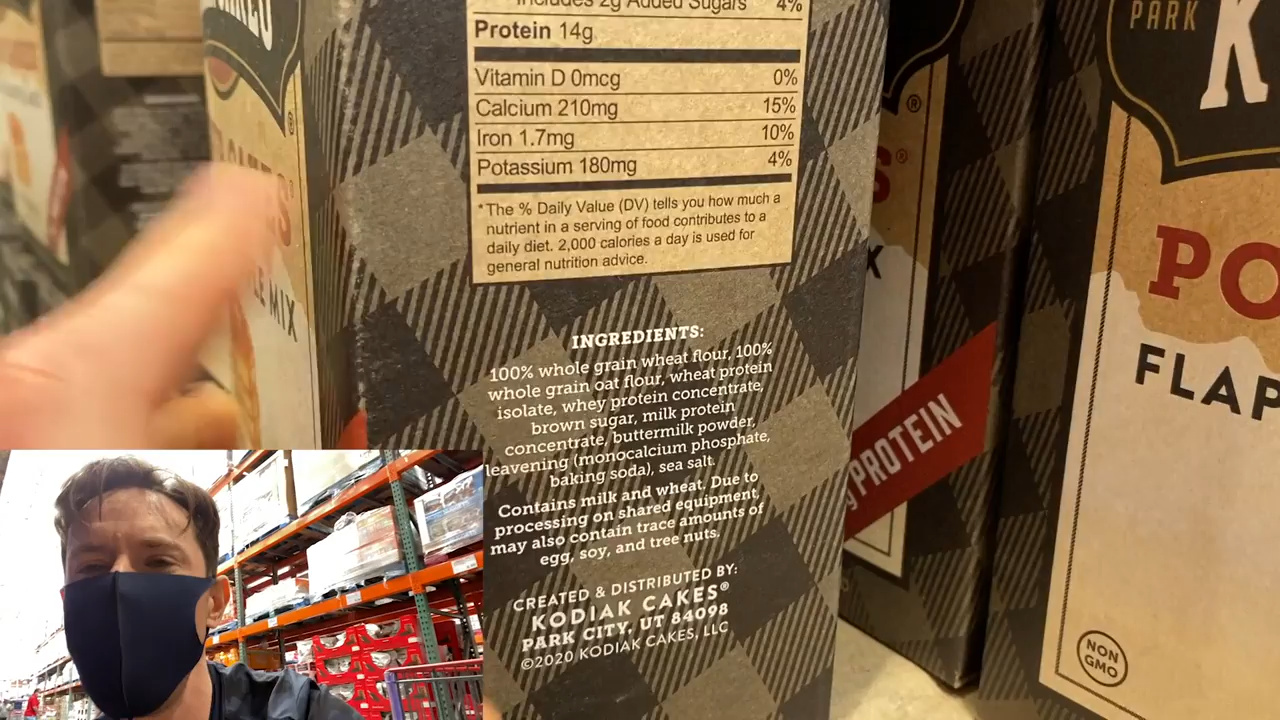 Includes 2g Added Sugars 4%
Protein 14g
Vitamin D 0mcg 0%
Calcium 210mg 15%
Iron 1.7mg 10%
Potassium 180mg 4%
*The % Daily Value (DV) tells you how much a
nutrient in a serving of food contributes to a
daily diet. 2,000 calories a day is used for
general nutrition advice.
INGREDIENTS:
100% whole grain wheat flour, 100%
whole grain oat flour, wheat protein
isolate, whey protein concentrate,
brown sugar, milk protein
concentrate, buttermilk powder,
leavening (monocalcium phosphate,
baking soda), sea salt.
Contains milk and wheat. Due to
processing on shared equipment,
may also contain trace amounts of
egg, soy, and tree nuts.
CREATED & DISTRIBUTED BY:
KODIAK CAKES®
PARK CITY, UT 84098
©2020 KODIAK CAKES, LLC
MIX
PROTEIN
PARK K
PO
FLAP
NON
GMO